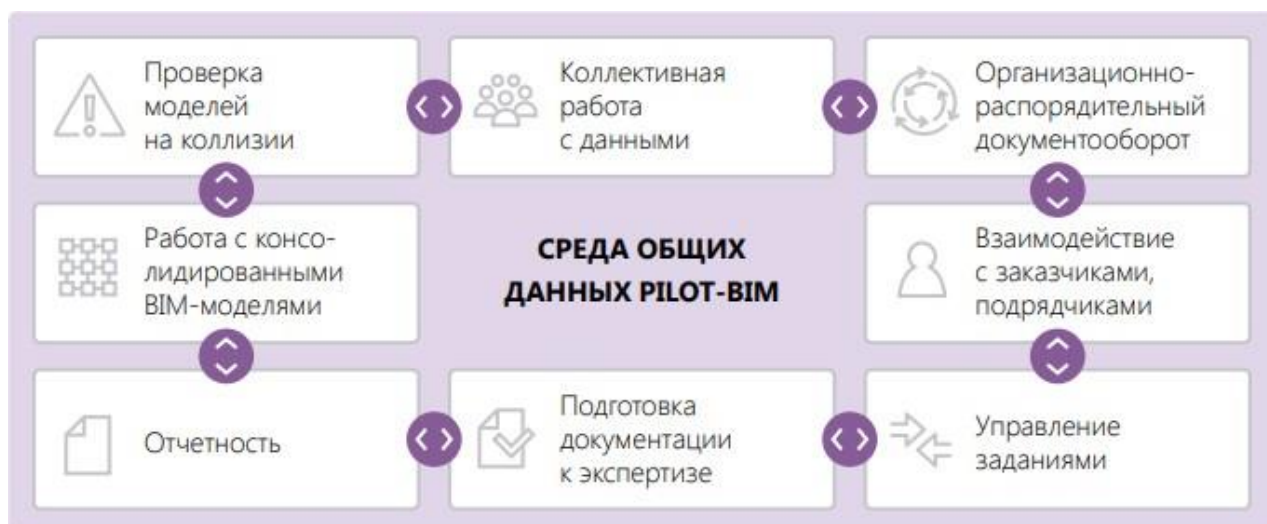 Проверка
моделей
на коллизии
Коллективная
работа
с данными
Организационно-
распорядительный
документооборот
Работа с консо-
лидированными
BIM-моделями
СРЕДА ОБЩИХ
ДАННЫХ PILOT-BIM
Взаимодействие
с заказчиками,
подрядчиками
Отчетность
Подготовка
документации
к экспертизе
Управление
заданиями